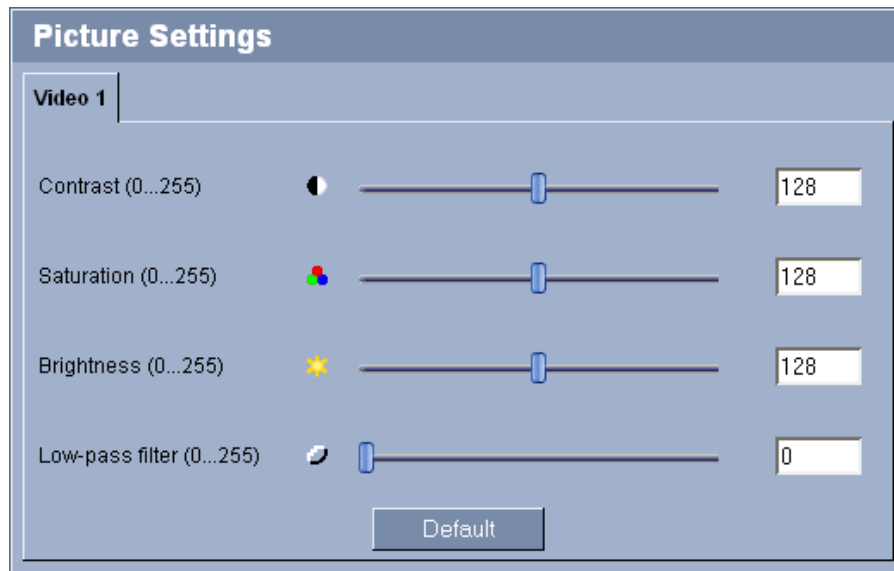 Picture Settings
Video 1
Contrast (0...255) 128
Saturation (0...255) 128
Brightness (0...255) 128
Low-pass filter (0...255) 0
Default